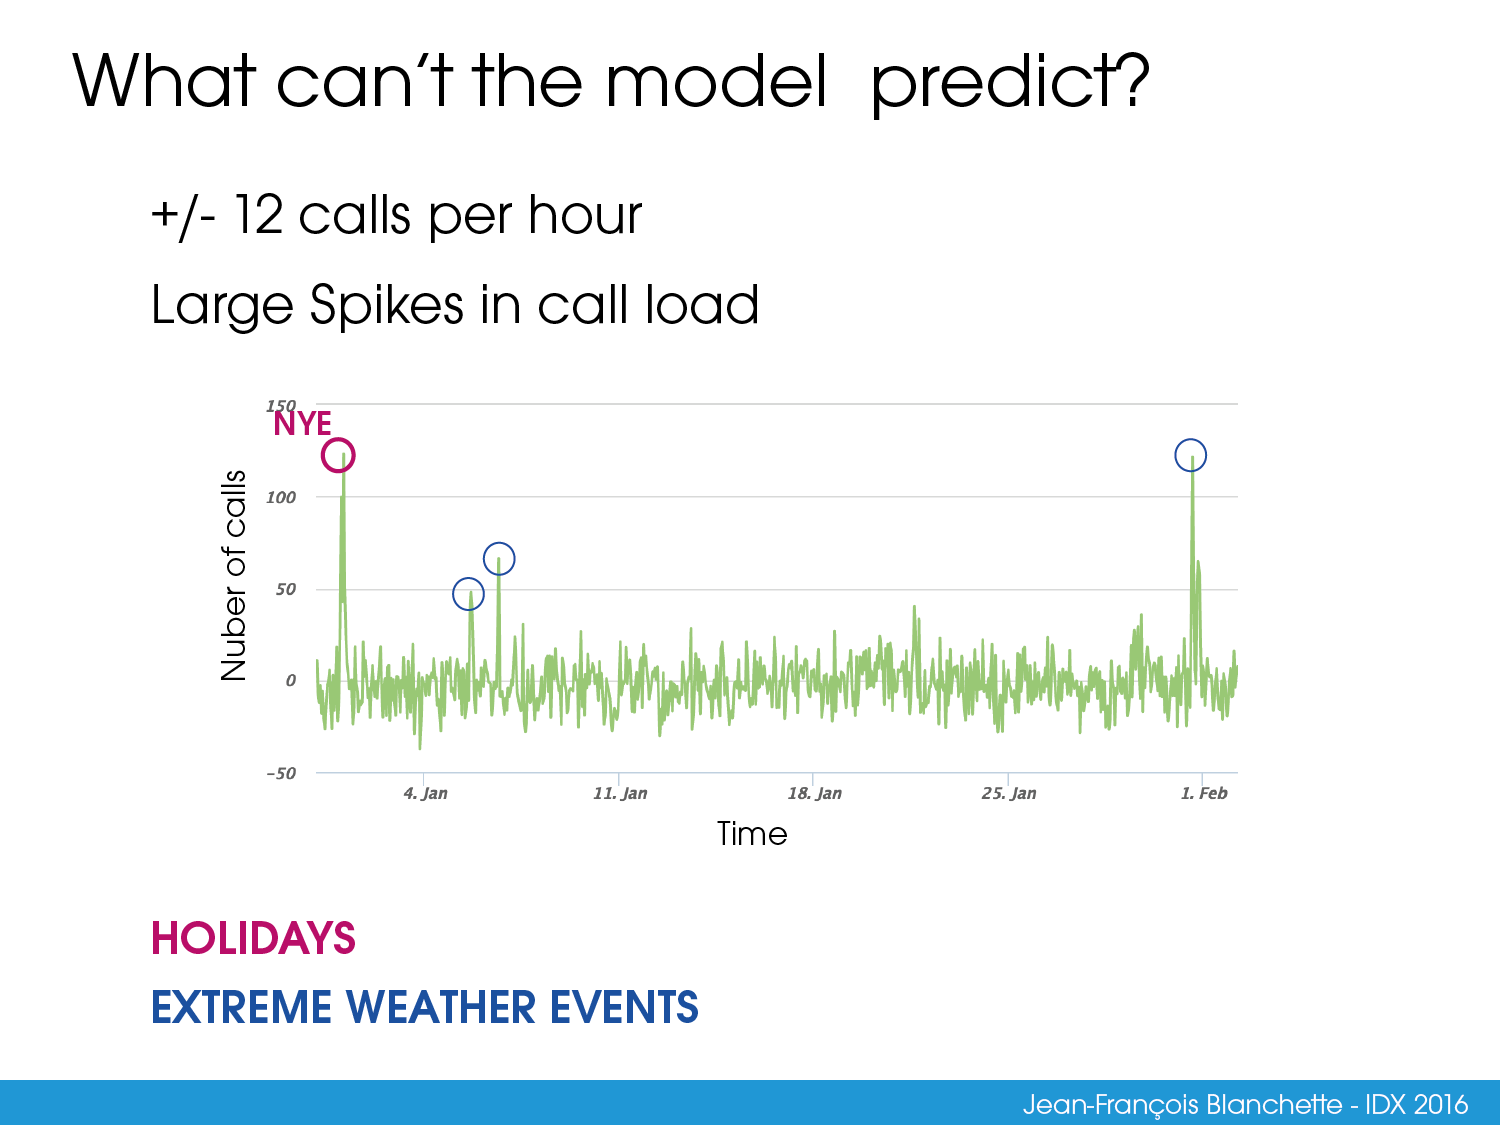 What can't the model  predict?
+/- 12 calls per hour
Large Spikes in call load
150
NYE
100
50
0
-50
Nuber of calls
4. Jan 11. Jan 18. Jan 25. Jan 1. Feb
Time
HOLIDAYS
EXTREME WEATHER EVENTS
Jean-François Blanchette - IDX 2016